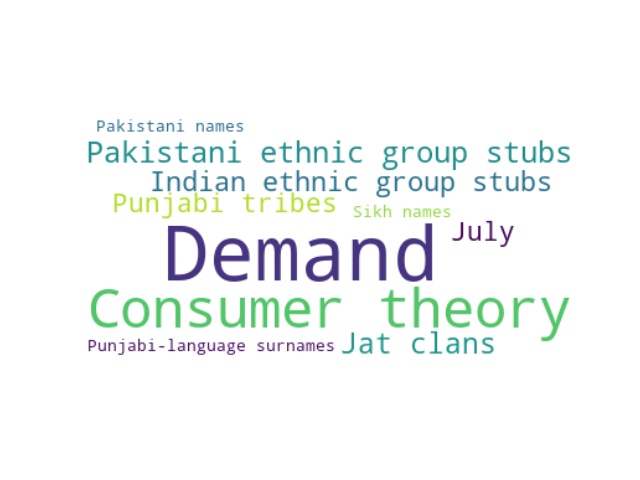 Pakistani names
Pakistani ethnic group stubs
Indian ethnic group stubs
Punjabi tribes
Sikh names
July
Demand
Consumer theory
Punjabi-language surnames
Jat clans